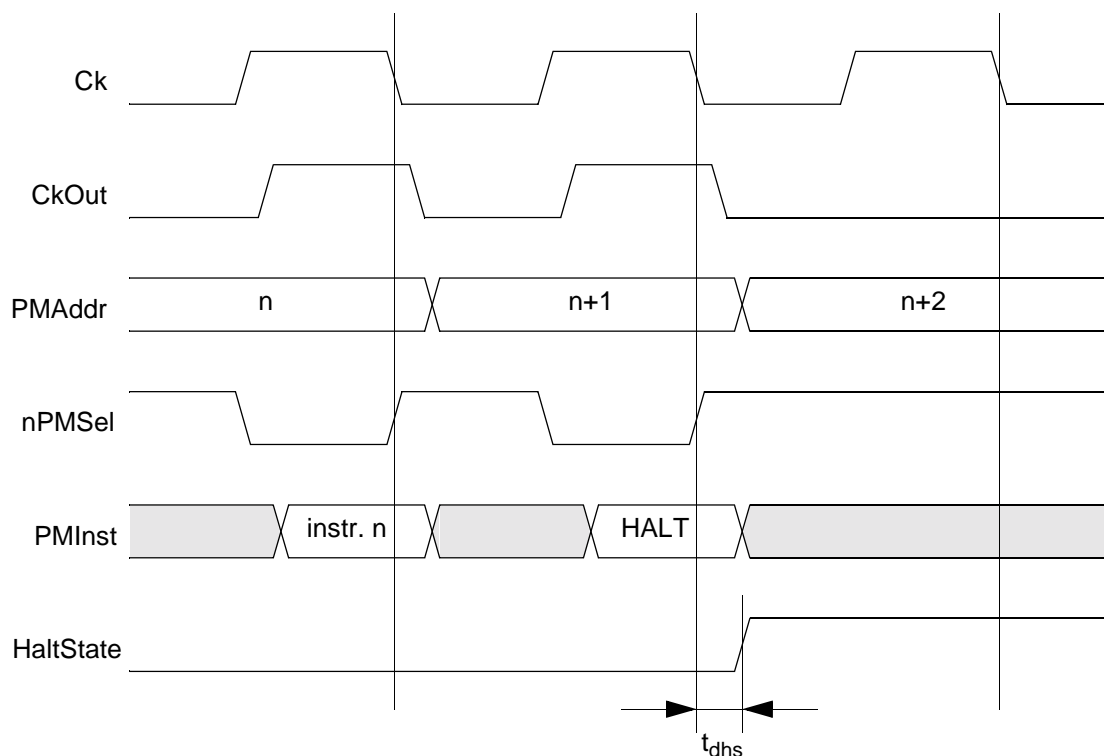 Ck
CkOut
PMAddr n n+1 n+2
nPMSel
PMInst instr. n HALT
HaltState
tdhs